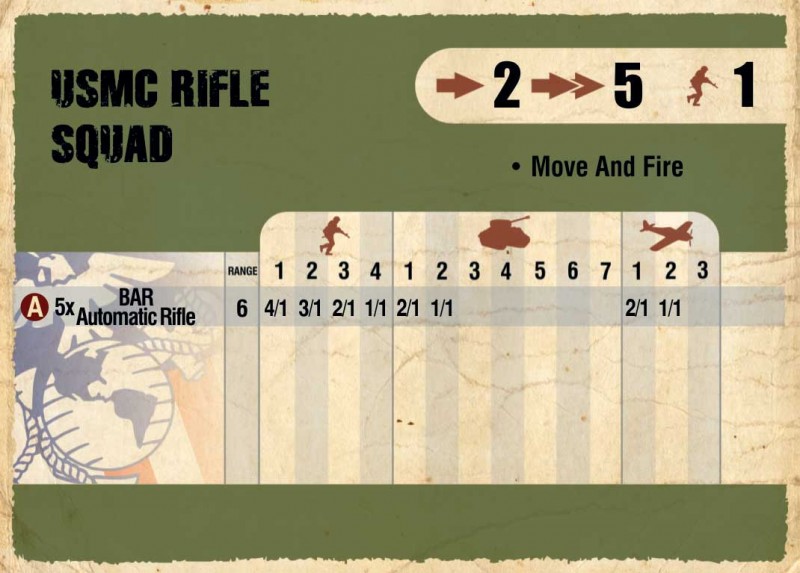 USMC RIFLE
SQUAD
2 5 1
• Move And Fire
RANGE 1 2 3 4 1 2 3 4 5 6 7 1 2 3
A 5x BAR
Automatic Rifle 6 4/1 3/1 2/1 1/1 2/1 1/1 2/1 1/1